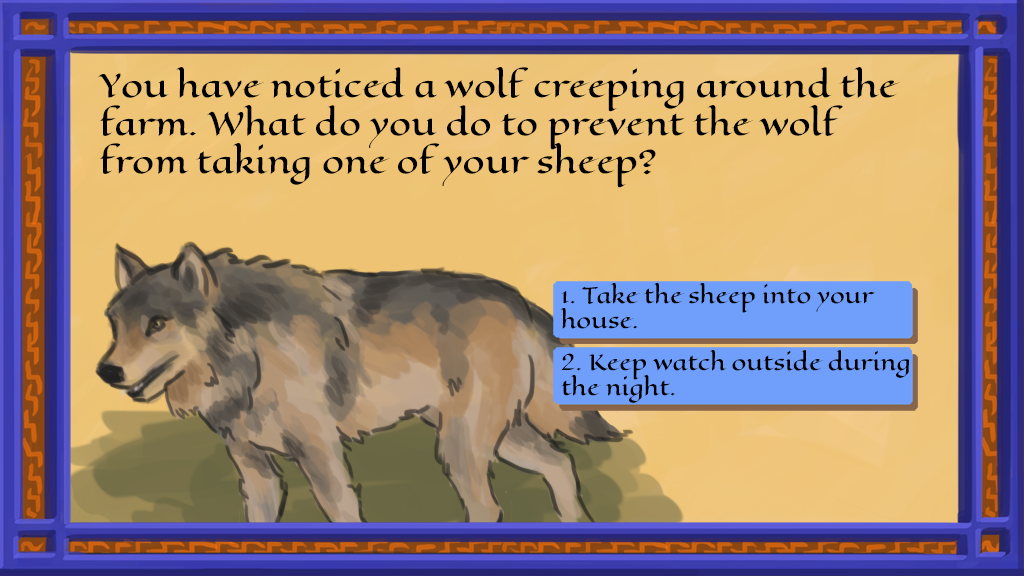 You have noticed a wolf creeping around the
farm. What do you do to prevent the wolf
from taking one of your sheep?
1. Take the sheep into your
house.
2. Keep watch outside during
the night.